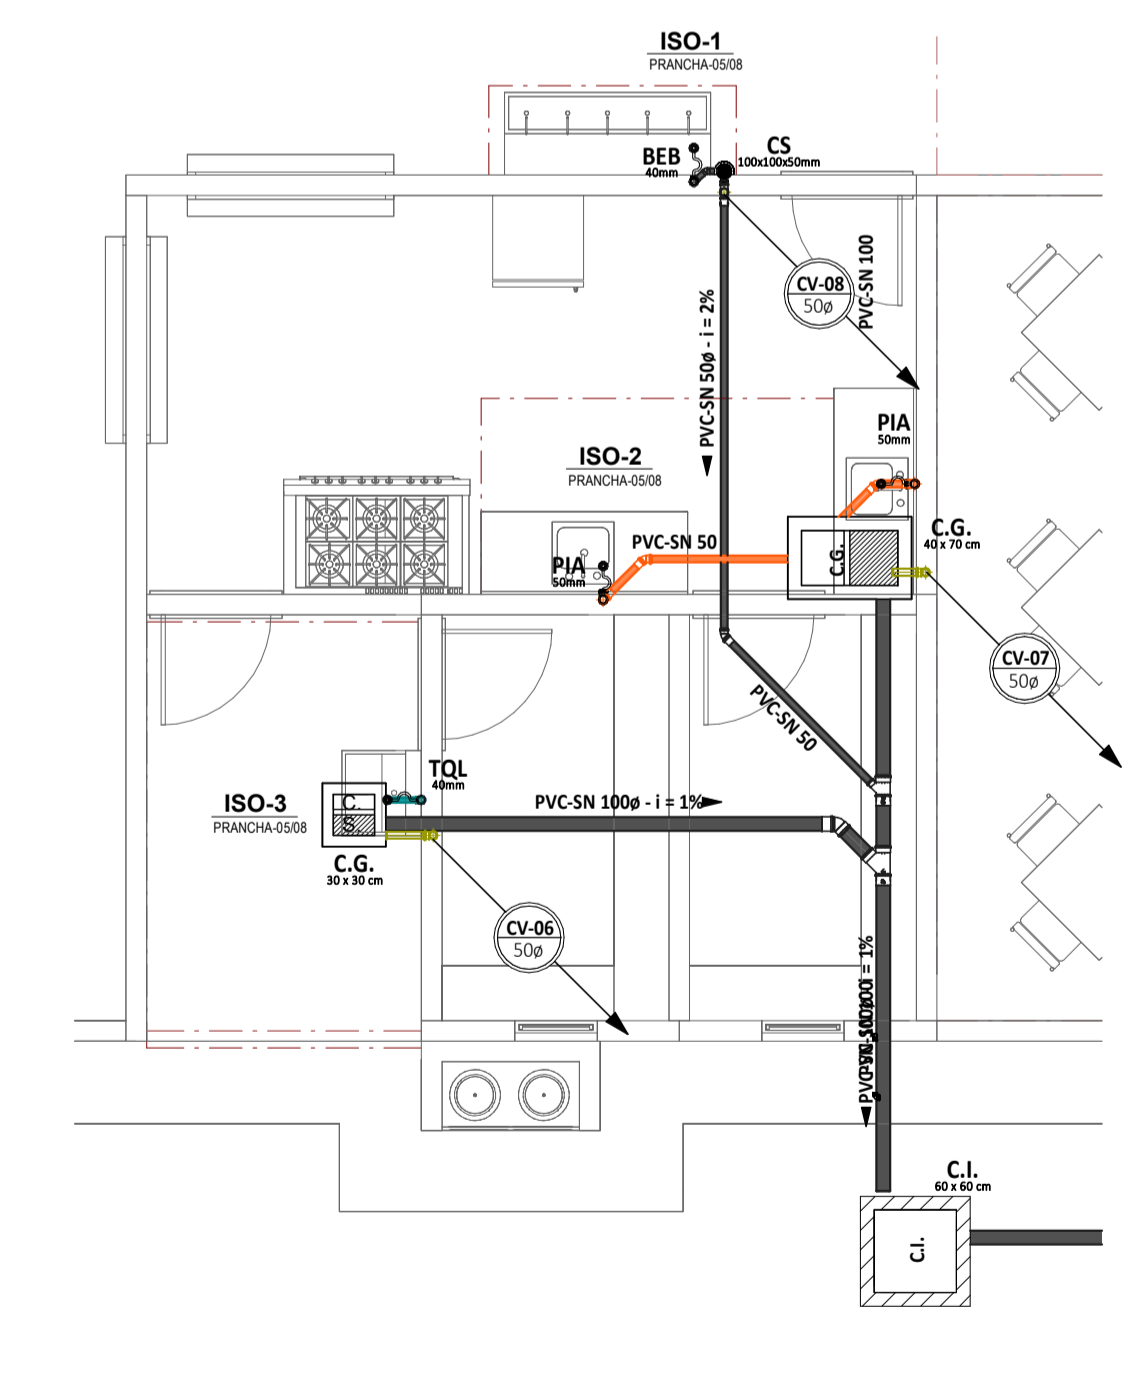 ISO-1
PRANCHA-05/08
BEB
40mm
CS
100x100x50mm
CV-08
50ø
PVC-SN 100
PVC-SN 50ø - i = 2%
PIA
50mm
ISO-2
PRANCHA-05/08
PVC-SN 50
PIA
50mm
C.G.
C.G.
40 x 70 cm
CV-07
50ø
PVC-SN 50
TQL
40mm
ISO-3
PRANCHA-05/08
C.
S.
PVC-SN 100ø - i = 1%
C.G.
30 x 30 cm
CV-06
50ø
i = 1%
C.I.
60 x 60 cm
C.I.